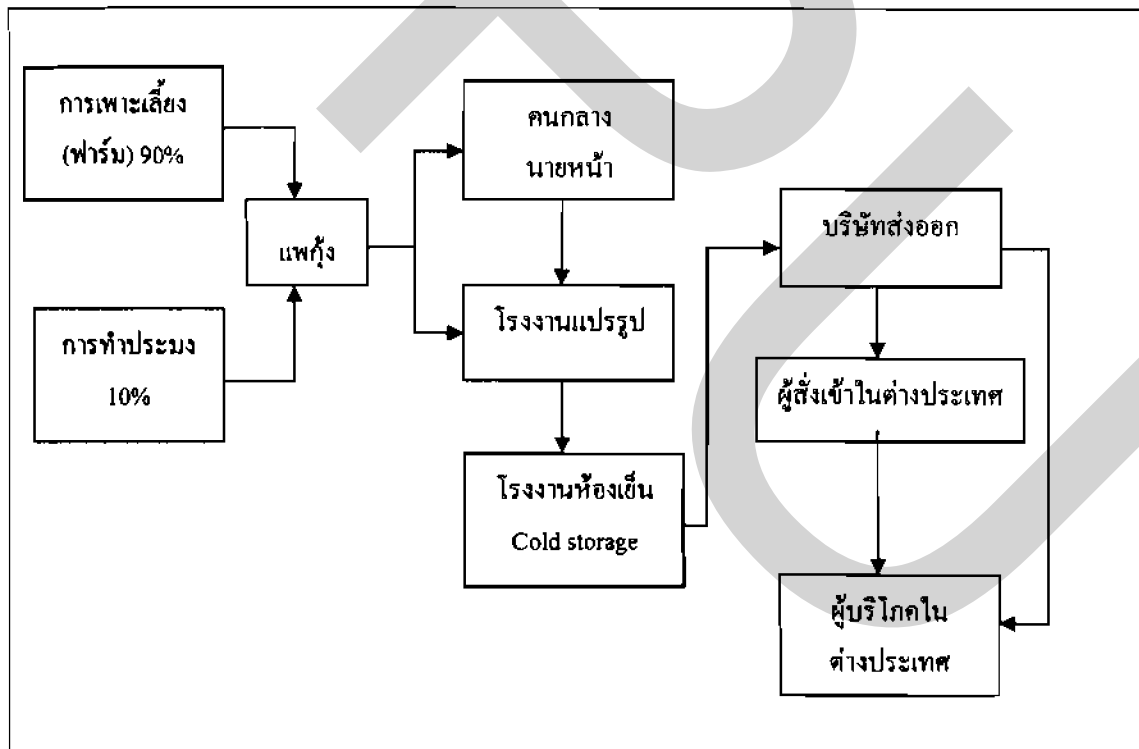 การเพาะเลี้ยง
(ฟาร์ม) 90%
การทำประมง
10%
แพกุ้ง
คนกลาง
นายหน้า
โรงงานแปรรูป
โรงงานห้องเย็น
Cold storage
บริษัทส่งออก
ผู้สั่งเข้าในต่างประเทศ
ผู้บริโภคใน
ต่างประเทศ